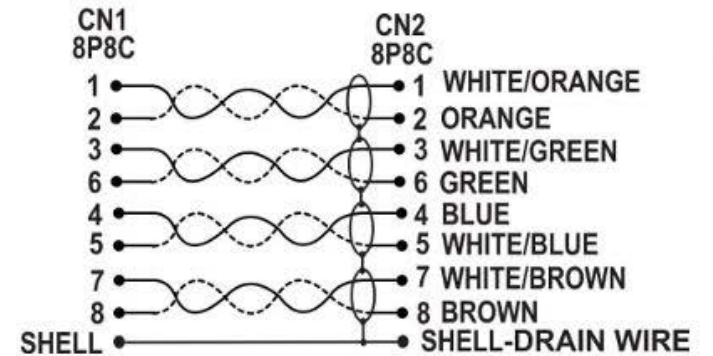 CN1
8P8C
CN2
8P8C
1 1 WHITE/ORANGE
2 2 ORANGE
3 3 WHITE/GREEN
6 6 GREEN
4 4 BLUE
5 5 WHITE/BLUE
7 7 WHITE/BROWN
8 8 BROWN
SHELL SHELL-DRAIN WIRE